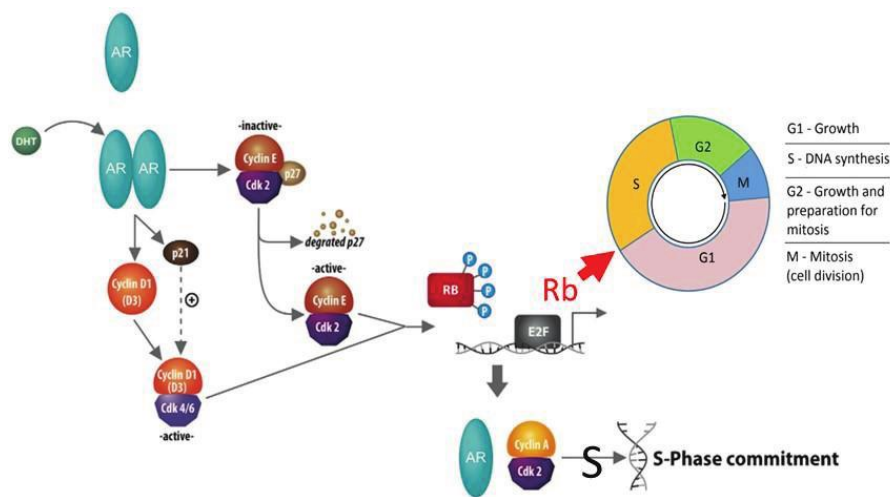 AR
DHT
AR
AR
-inactive-
Cyclin E
Cdk 2
p27
degrated p27
p21
Cyclin D1
(D3)
+
-active-
Cyclin E
Cdk 2
Cyclin D1
(D3)
Cdk 4/6
-active-
RB
P
P
P
P
E2F
Rb
G2
S
M
G1
G1 - Growth
S - DNA synthesis
G2 - Growth and
preparation for
mitosis
M - Mitosis
(cell division)
AR
Cyclin A
Cdk 2
S
S-Phase commitment